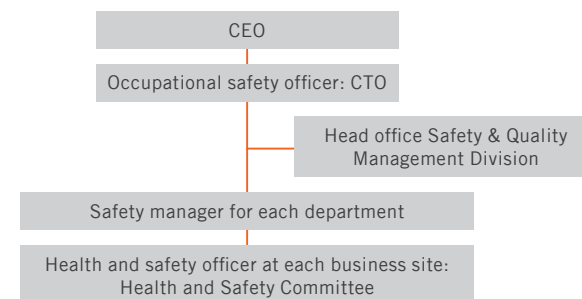 CEO
Occupational safety officer: CTO
Head office Safety & Quality
Management Division
Safety manager for each department
Health and safety officer at each business site:
Health and Safety Committee